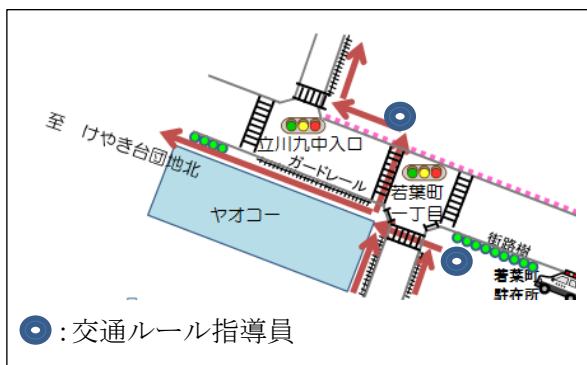 至 けやき台団地北
立川九中入口
ガードレール
若葉町
一丁目
ヤオコー
街路樹
若葉町
駐在所
：交通ルール指導員